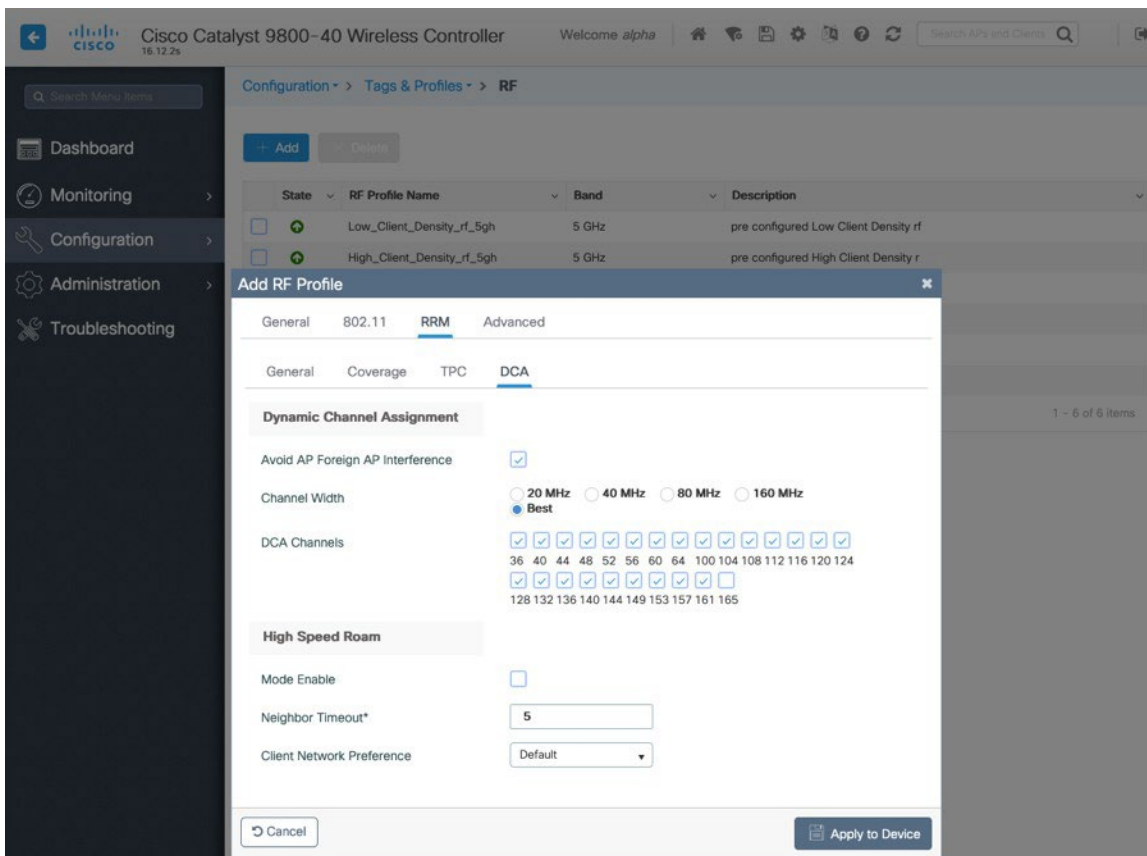 CISCO
Cisco Catalyst 9800-40 Wireless Controller
16.12.2s
Welcome alpha
Search APs and Clients
Search Menu Items
Dashboard
Monitoring
Configuration
Administration
Troubleshooting
Configuration > Tags & Profiles > RF
+ Add
× Delete
State RF Profile Name Band Description
Low_Client_Density_rf_5gh 5 GHz pre configured Low Client Density rf
High_Client_Density_rf_5gh 5 GHz pre configured High Client Density r
1 - 6 of 6 items
Add RF Profile
General 802.11 RRM Advanced
General Coverage TPC DCA
Dynamic Channel Assignment
Avoid AP Foreign AP Interference
Channel Width
20 MHz 40 MHz 80 MHz 160 MHz
Best
DCA Channels
36 40 44 48 52 56 60 64 100 104 108 112 116 120 124
128 132 136 140 144 149 153 157 161 165
High Speed Roam
Mode Enable
Neighbor Timeout* 5
Client Network Preference Default
Cancel
Apply to Device